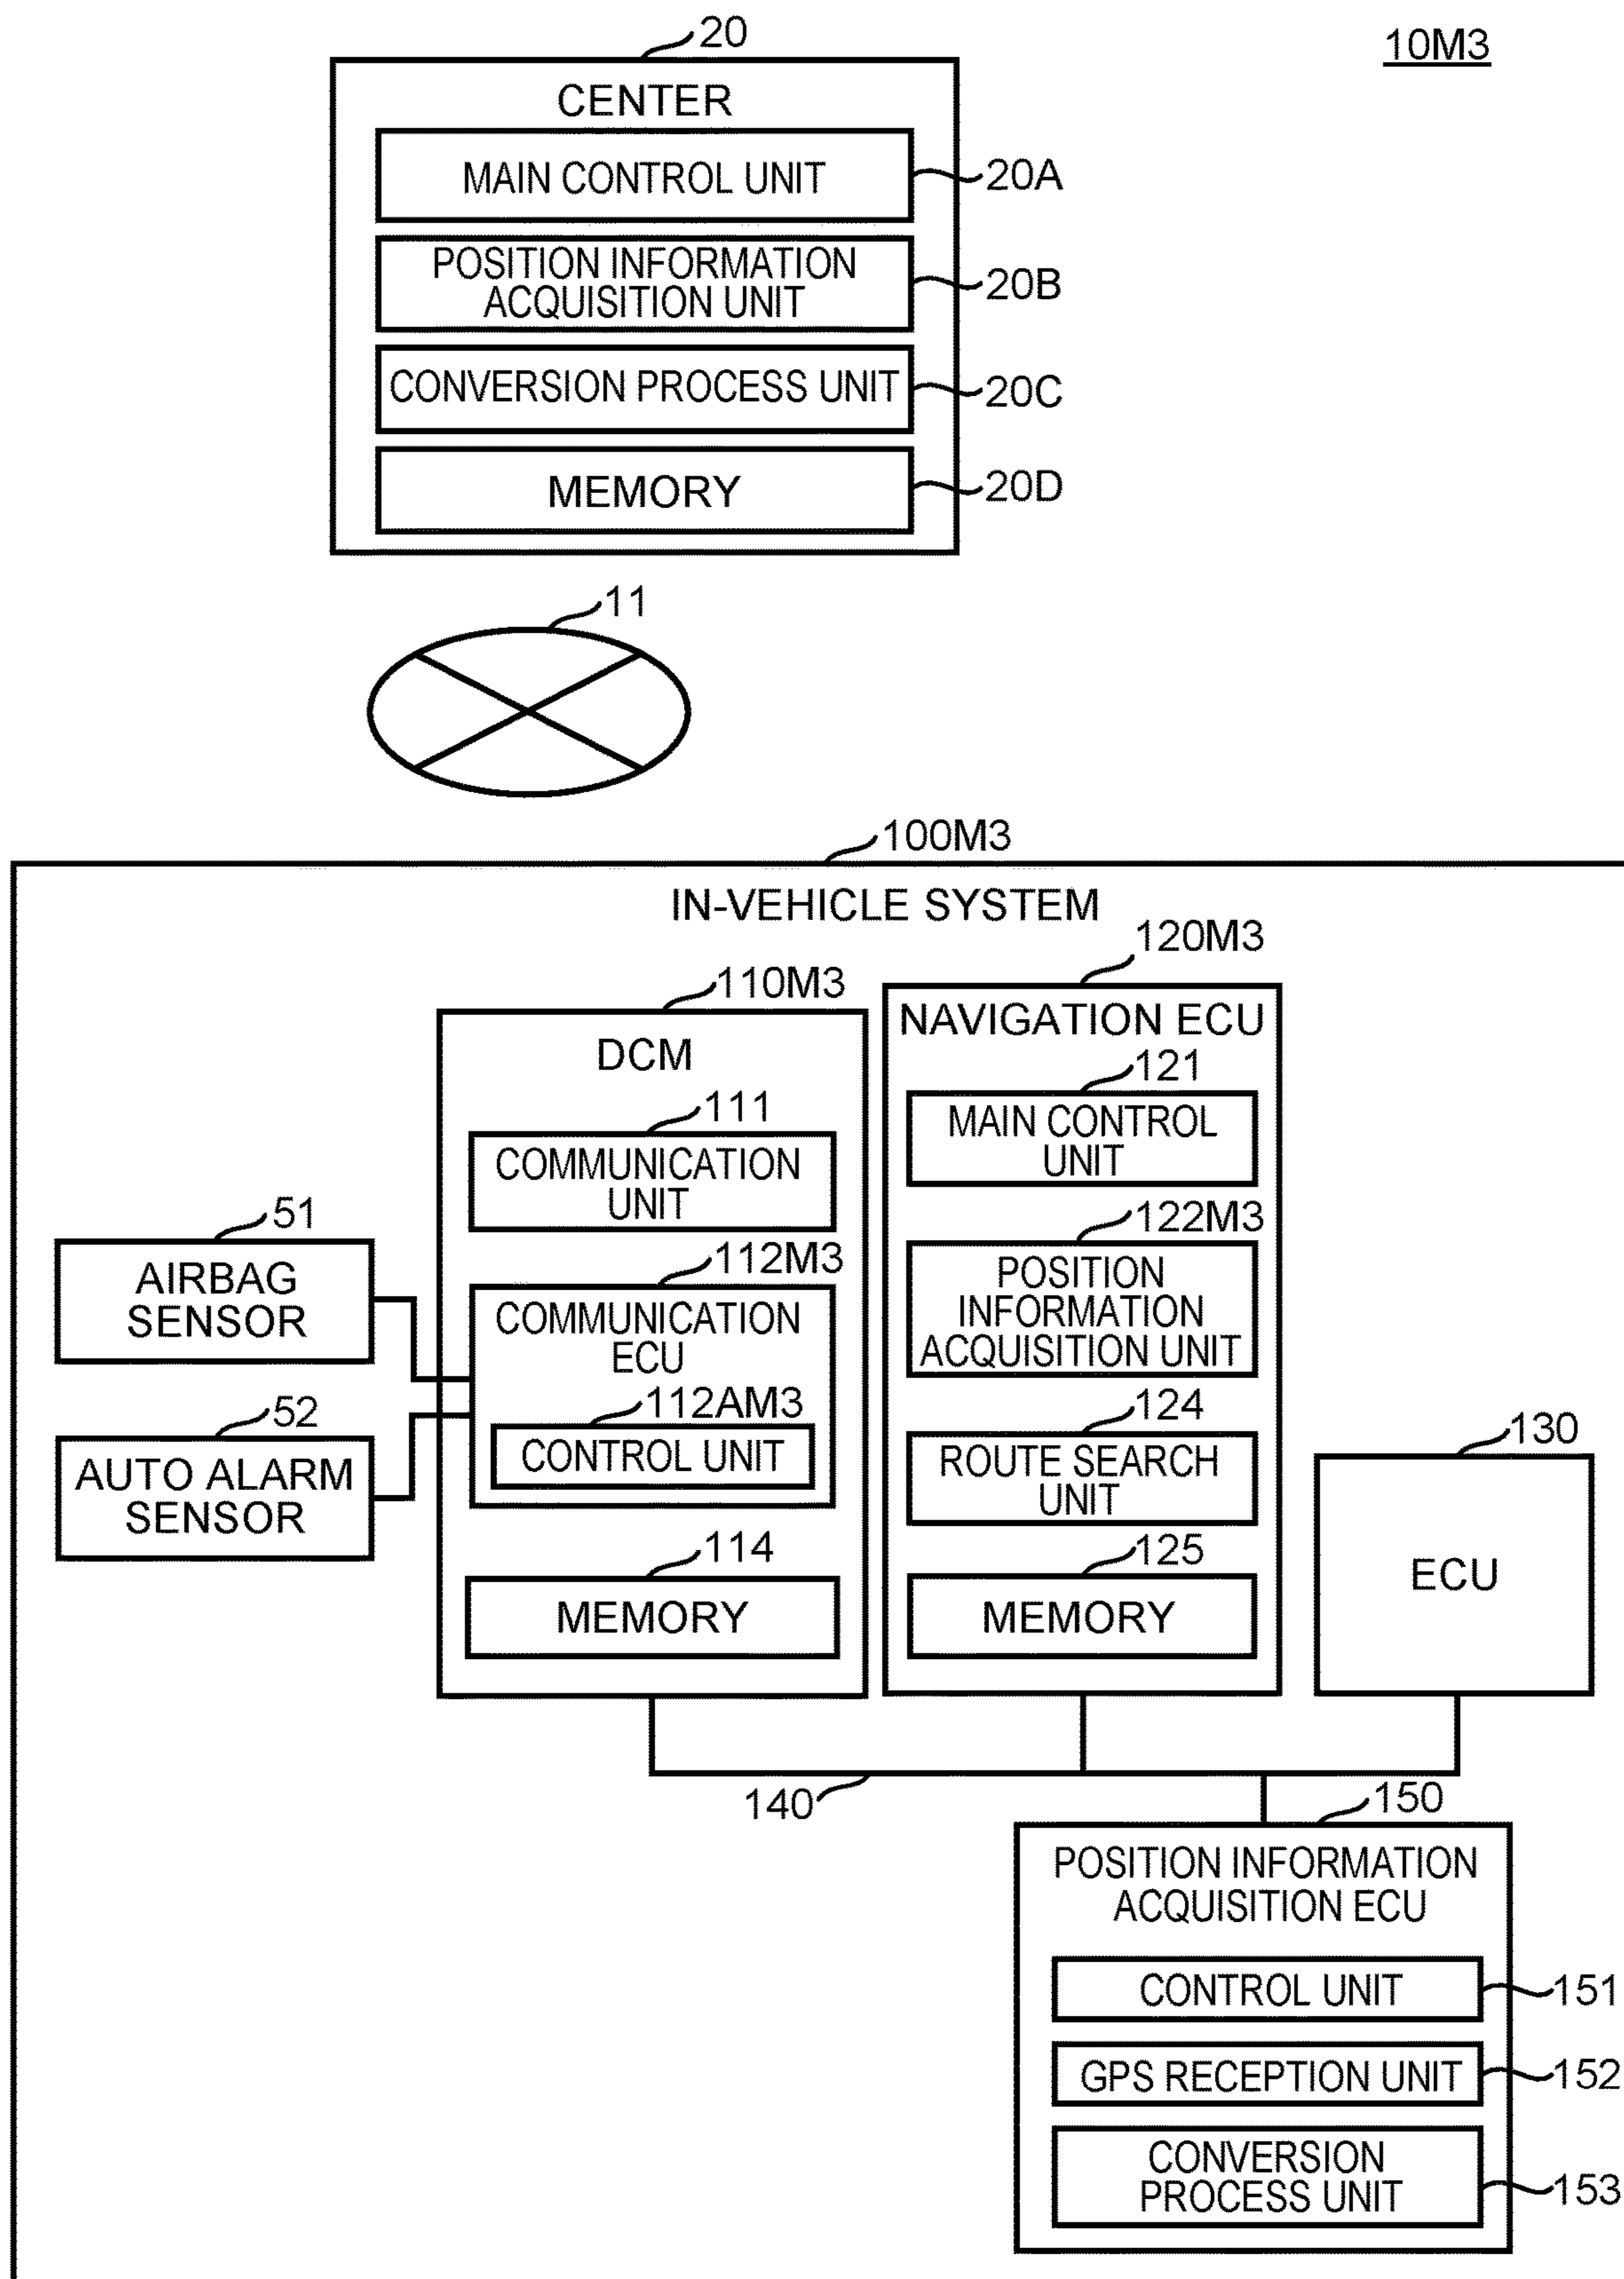 10M3
20
CENTER
MAIN CONTROL UNIT
20A
POSITION INFORMATION
ACQUISITION UNIT
20B
CONVERSION PROCESS UNIT
20C
MEMORY
20D
11
100M3
IN-VEHICLE SYSTEM
110M3
DCM
111
COMMUNICATION
UNIT
112M3
COMMUNICATION
ECU
112AM3
CONTROL UNIT
114
MEMORY
51
AIRBAG
SENSOR
52
AUTO ALARM
SENSOR
120M3
NAVIGATION ECU
121
MAIN CONTROL
UNIT
122M3
POSITION
INFORMATION
ACQUISITION UNIT
124
ROUTE SEARCH
UNIT
125
MEMORY
130
ECU
140
150
POSITION INFORMATION
ACQUISITION ECU
CONTROL UNIT
151
GPS RECEPTION UNIT
152
CONVERSION
PROCESS UNIT
153